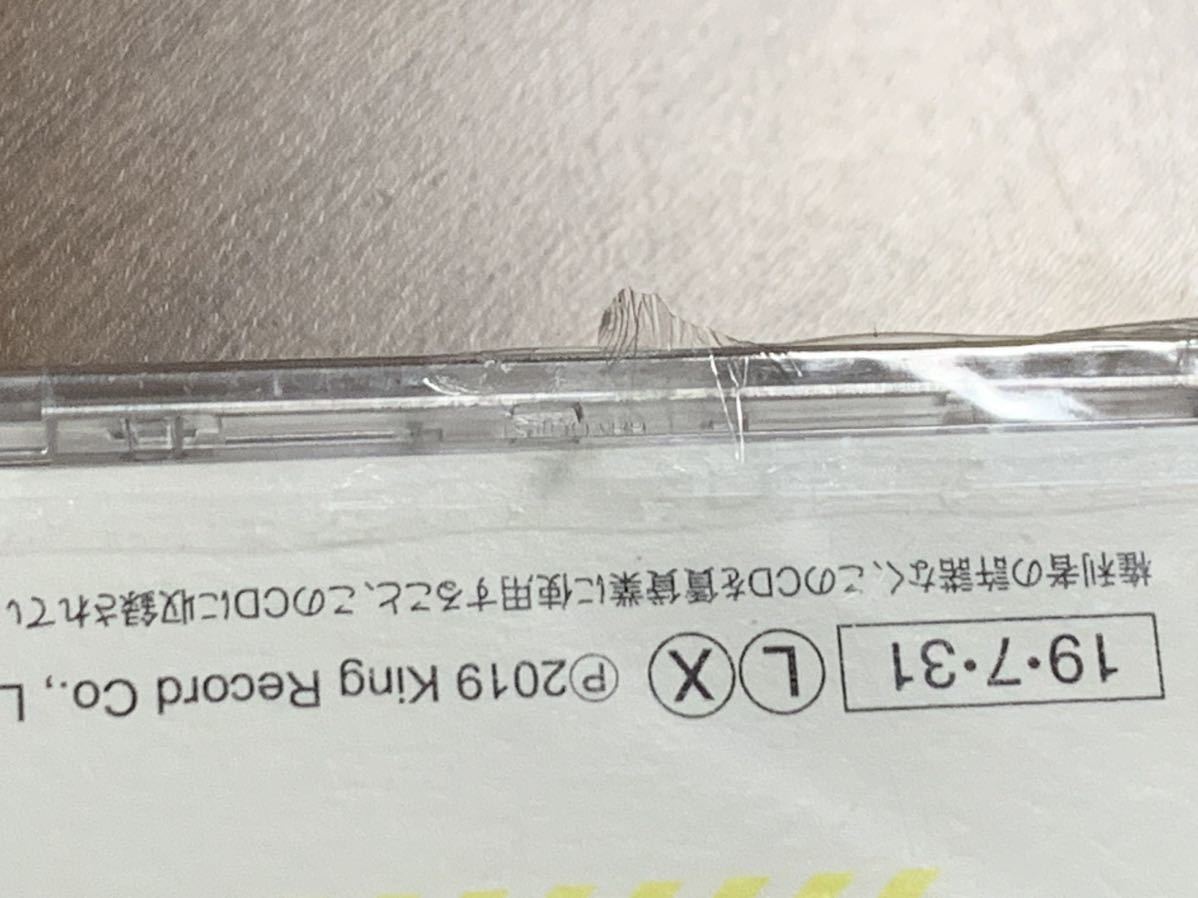 19・7・31 Ⓛ Ⓧ ℗2019 King Record Co., L
権利者の許諾なく、このCDを賃貸業に使用すること、このCDに収録されてい